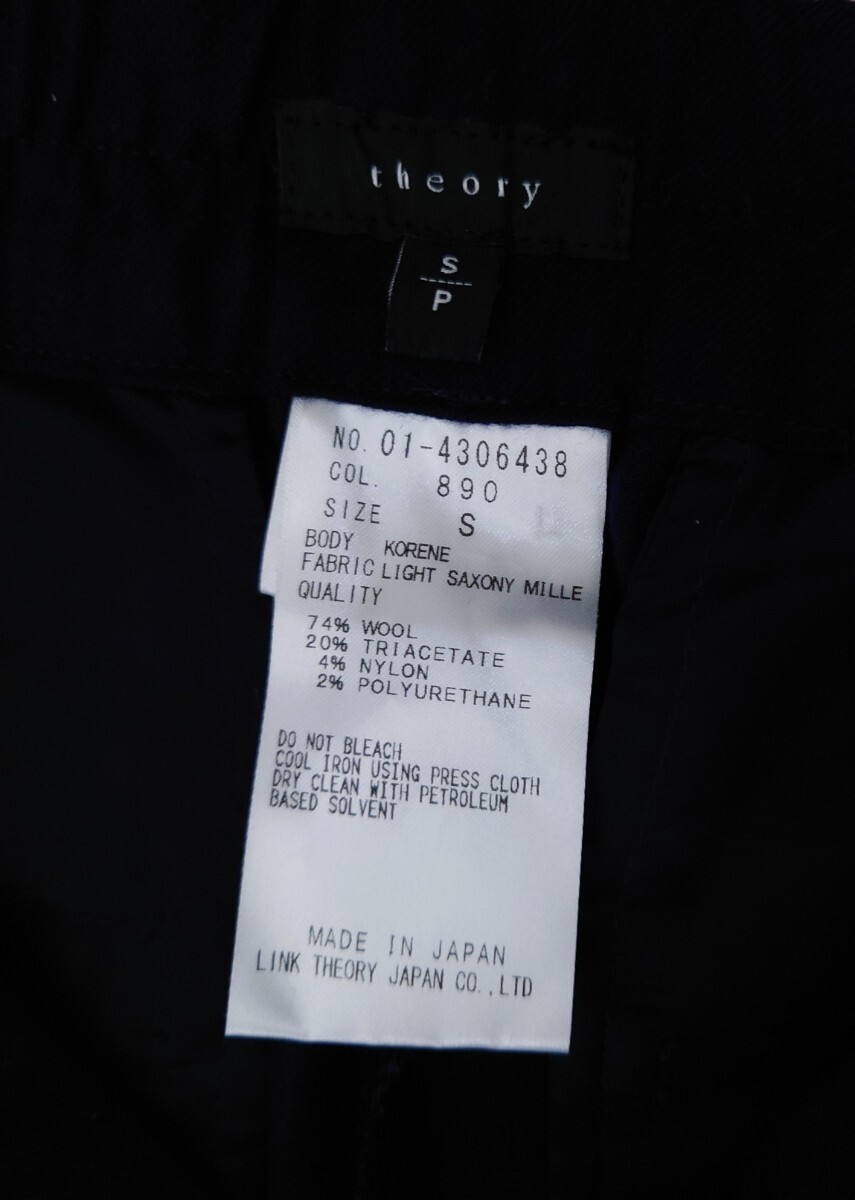 theory
S
P
NO. 01-4306438
COL. 890
SIZE S
BODY KORENE
FABRIC LIGHT SAXONY MILLE
QUALITY
74% WOOL
20% TRIACETATE
4% NYLON
2% POLYURETHANE
DO NOT BLEACH
COOL IRON USING PRESS CLOTH
DRY CLEAN WITH PETROLEUM
BASED SOLVENT
MADE IN JAPAN
LINK THEORY JAPAN CO.,LTD